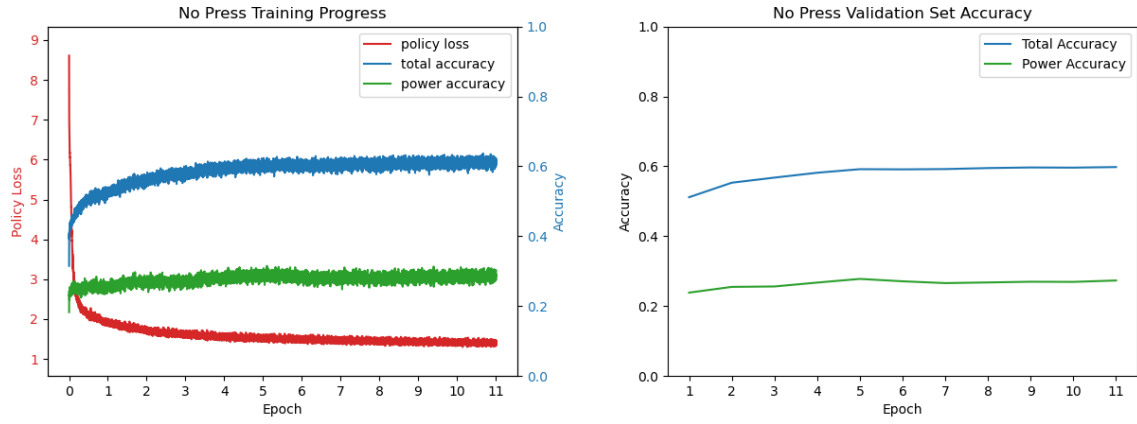 No Press Training Progress
policy loss
total accuracy
power accuracy
Policy Loss
9
8
7
6
5
4
3
2
1
1.0
0.8
0.6
0.4
0.2
0.0
Accuracy
0 1 2 3 4 5 6 7 8 9 10 11
Epoch
No Press Validation Set Accuracy
Total Accuracy
Power Accuracy
Accuracy
1.0
0.8
0.6
0.4
0.2
0.0
1 2 3 4 5 6 7 8 9 10 11
Epoch